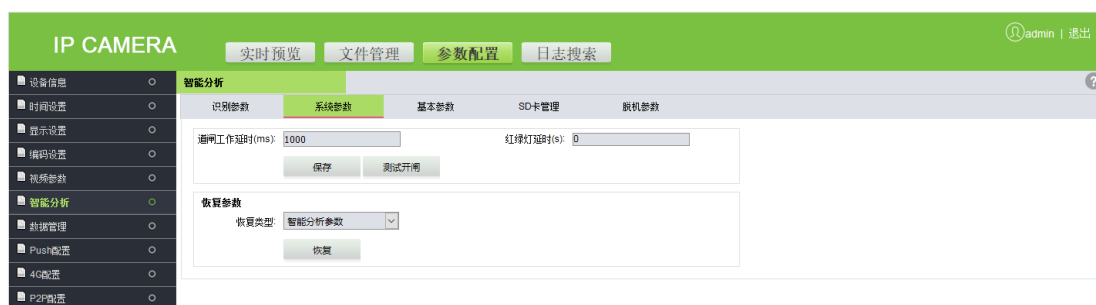 IP CAMERA
实时预览 文件管理 参数配置 日志搜索
admin | 退出
设备信息
时间设置
显示设置
编码设置
视频参数
智能分析
数据管理
Push配置
4G配置
P2P配置
智能分析
?
识别参数 系统参数 基本参数 SD卡管理 脱机参数
道闸工作延时(ms): 1000 红绿灯延时(s): 0
保存 测试开闸
恢复参数
恢复类型: 智能分析参数
恢复